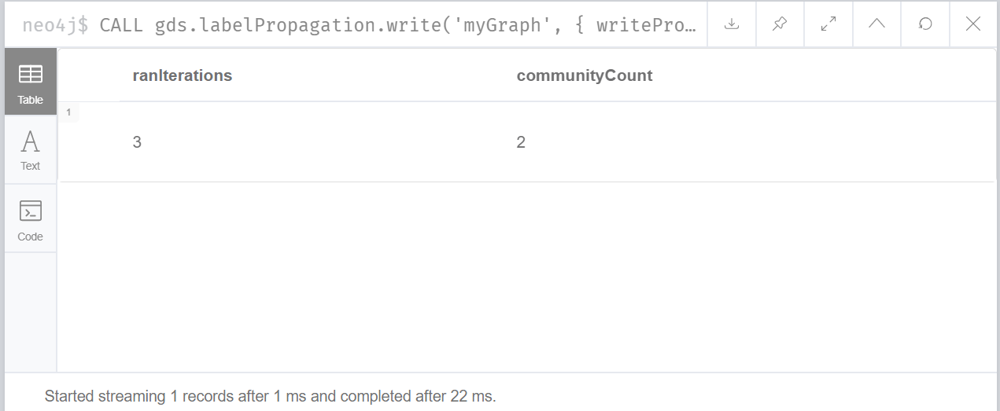 neo4j$ CALL gds.labelPropagation.write('myGraph', { writePro…
Table
ranIterations communityCount
1
3 2
Text
Code
Started streaming 1 records after 1 ms and completed after 22 ms.